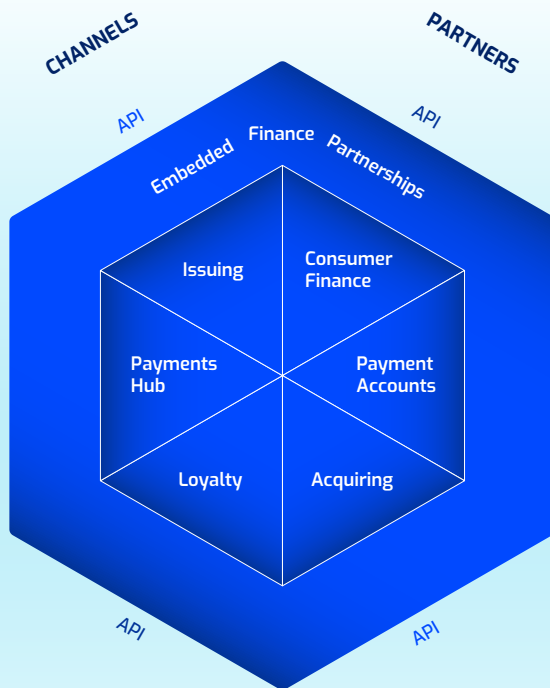 CHANNELS
PARTNERS
API
API
Embedded Finance Partnerships
Issuing
Consumer
Finance
Payments
Hub
Payment
Accounts
Loyalty
Acquiring
API
API